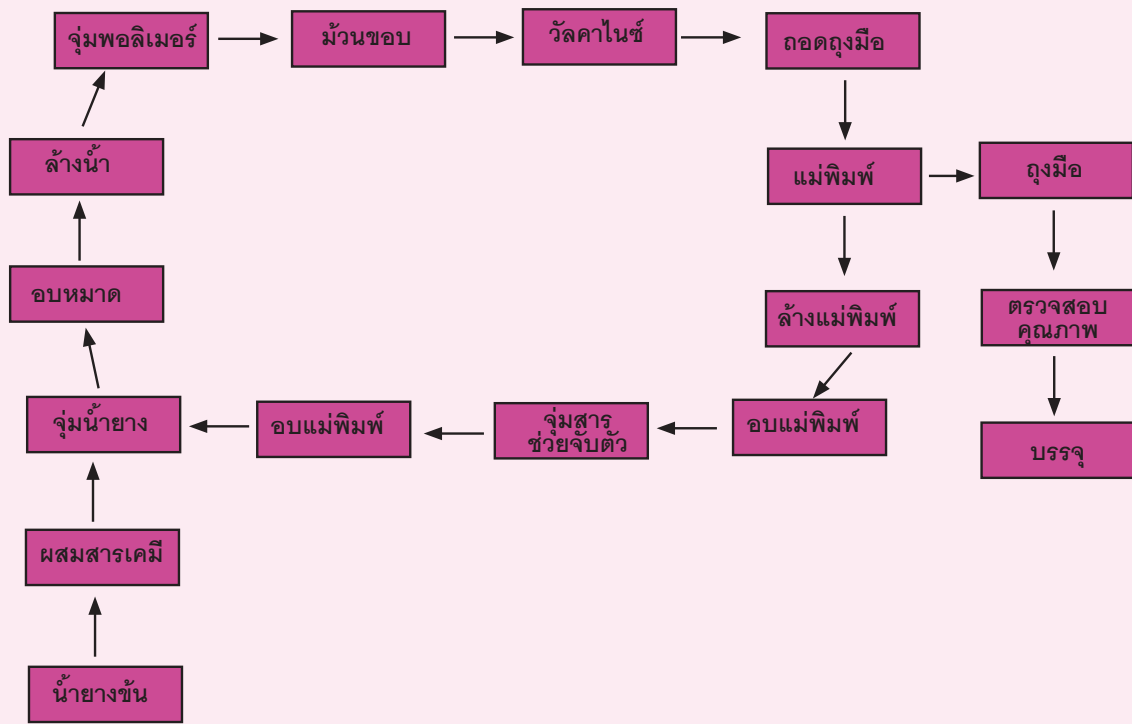 จุ่มพอลิเมอร์
ม้วนขอบ
วัลคาไนซ์
ถอดถุงมือ
ล้างน้ำ
แม่พิมพ์
ถุงมือ
อบหมาด
ล้างแม่พิมพ์
ตรวจสอบ
คุณภาพ
จุ่มน้ำยาง
อบแม่พิมพ์
จุ่มสาร
ช่วยจับตัว
อบแม่พิมพ์
บรรจุ
ผสมสารเคมี
น้ำยางข้น